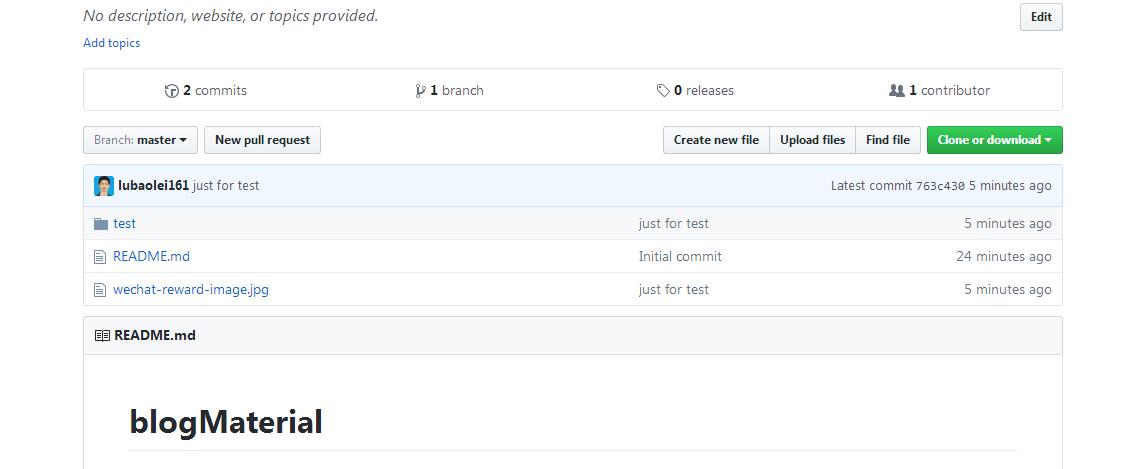 No description, website, or topics provided. Edit
Add topics
2 commits 1 branch 0 releases 1 contributor
Branch: master New pull request Create new file Upload files Find file Clone or download
lubaolei161 just for test Latest commit 763c430 5 minutes ago
test just for test 5 minutes ago
README.md Initial commit 24 minutes ago
wechat-reward-image.jpg just for test 5 minutes ago
README.md
blogMaterial